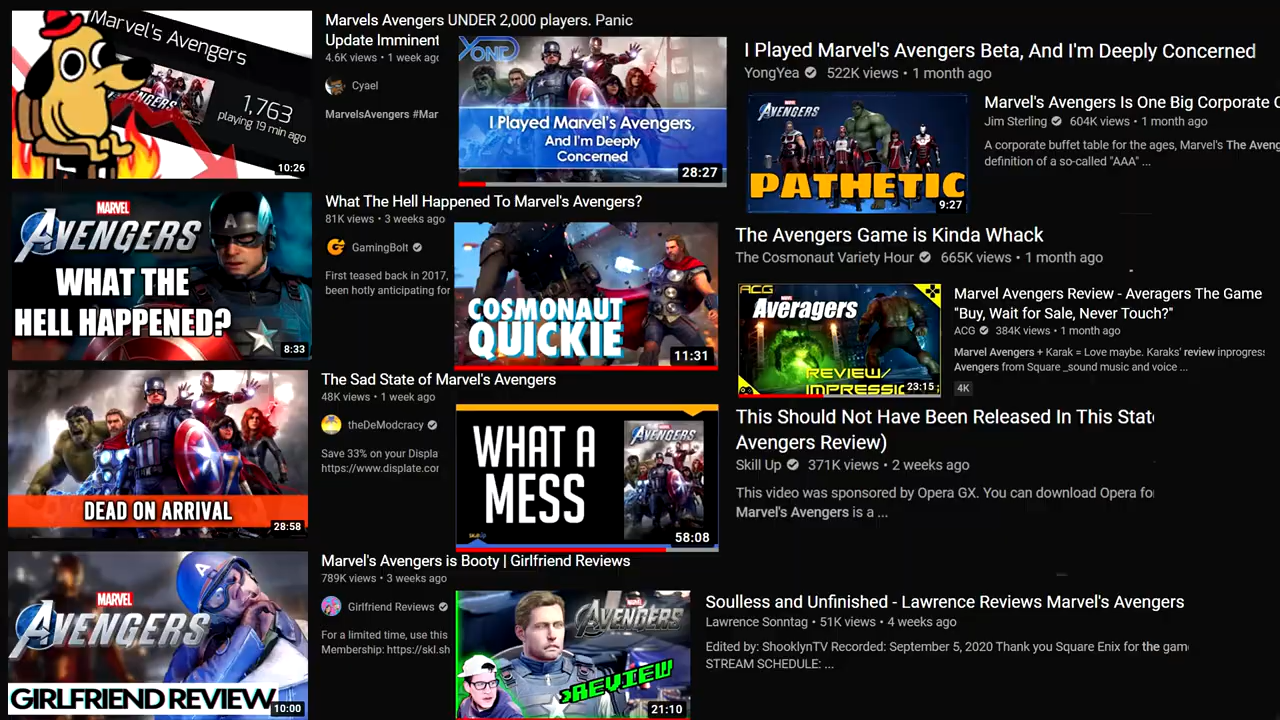 Marvel's Avengers
1,763
playing 19 min ago
10:26
Marvels Avengers UNDER 2,000 players. Panic
Update Imminent
4.6K views • 1 week ago
Cyael
MarvelsAvengers #Mar
YONG
I Played Marvel's Avengers,
And I'm Deeply
Concerned
28:27
I Played Marvel's Avengers Beta, And I'm Deeply Concerned
YongYea
522K views • 1 month ago
MARVEL
AVENGERS
PATHETIC
9:27
Marvel's Avengers Is One Big Corporate C
Jim Sterling
604K views • 1 month ago
A corporate buffet table for the ages, Marvel's The Aveng
definition of a so-called "AAA" ...
MARVEL
AVENGERS
WHAT THE
HELL HAPPENED?
8:33
What The Hell Happened To Marvel's Avengers?
81K views • 3 weeks ago
GamingBolt
First teased back in 2017,
been hotly anticipating for
COSMONAUT
QUICKIE
11:31
The Avengers Game is Kinda Whack
The Cosmonaut Variety Hour
665K views • 1 month ago
ACG
MARVEL
Averagers
REVIEW/
IMPRESSIO
23:15
Marvel Avengers Review - Averagers The Game
"Buy, Wait for Sale, Never Touch?"
ACG
384K views • 1 month ago
Marvel Avengers + Karak = Love maybe. Karaks' review inprogress
Avengers from Square _sound music and voice ...
4K
DEAD ON ARRIVAL
28:58
The Sad State of Marvel's Avengers
48K views • 1 week ago
theDeModcracy
Save 33% on your Displa
https://www.displate.cor
WHAT A
MESS
AVENGERS
SKILLUP
58:08
This Should Not Have Been Released In This State
Avengers Review)
Skill Up
371K views • 2 weeks ago
This video was sponsored by Opera GX. You can download Opera for
Marvel's Avengers is a ...
MARVEL
AVENGERS
GIRLFRIEND REVIEW
10:00
Marvel's Avengers is Booty | Girlfriend Reviews
789K views • 3 weeks ago
Girlfriend Reviews
For a limited time, use this
Membership: https://skl.sh
AVENGERS
>REVIEW
21:10
Soulless and Unfinished - Lawrence Reviews Marvel's Avengers
Lawrence Sonntag • 51K views • 4 weeks ago
Edited by: ShooklynTV Recorded: September 5, 2020 Thank you Square Enix for the gam
STREAM SCHEDULE: ...